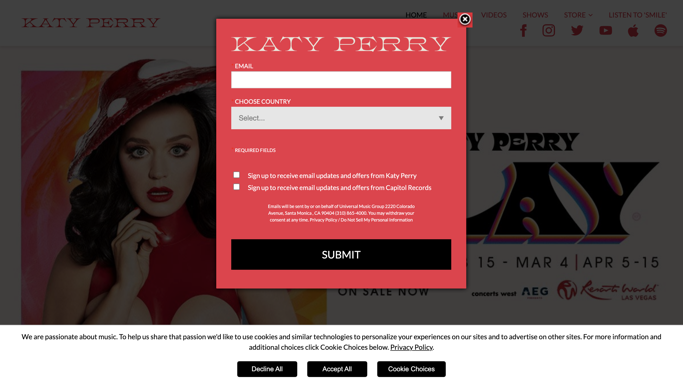 KATY PERRY
HOME
VIDEOS
SHOWS
STORE
LISTEN TO 'SMILE'
KATY PERRY
EMAIL
CHOOSE COUNTRY
Select...
REQUIRED FIELDS
Sign up to receive email updates and offers from Katy Perry
Sign up to receive email updates and offers from Capitol Records
Emails will be sent by or on behalf of Universal Music Group 2220 Colorado
Avenue, Santa Monica , CA 90404 (310) 865-4000. You may withdraw your
consent at any time. Privacy Policy / Do Not Sell My Personal Information
SUBMIT
PERRY
15 - MAR 4 | APR 5-15
ON SALE NOW
concerts west AEG Resorts World
LAS VEGAS
We are passionate about music. To help us share that passion we'd like to use cookies and similar technologies to personalize your experiences on our sites and to advertise on other sites. For more information and
additional choices click Cookie Choices below. Privacy Policy.
Decline All
Accept All
Cookie Choices